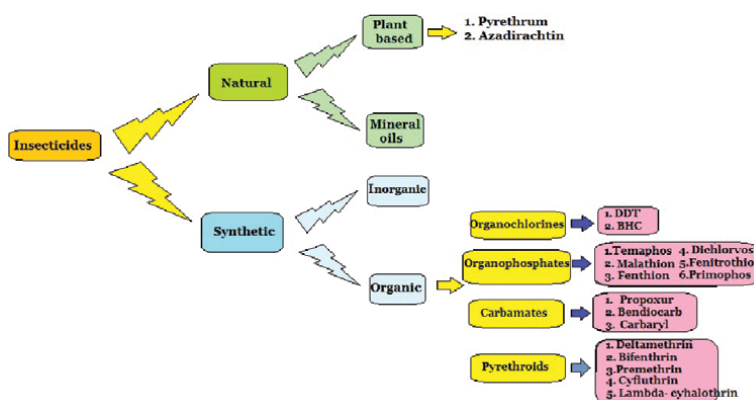 Plant
based
1. Pyrethrum
2. Azadirachtin
Natural
Mineral
oils
Insecticides
Inorganic
Synthetic
Organic
Organochlorines
1. DDT
2. BHC
Organophosphates
1.Temaphos 4. Dichlorvos
2. Malathion 5.Fenitrothio
3. Fenthion 6.Primophos
Carbamates
1. Propoxur
2. Bendiocarb
3. Carbaryl
Pyrethroids
1. Deltamethrin
2. Bifenthrin
3.Premethrin
4. Cyfluthrin
5. Lambda- cyhalothrin